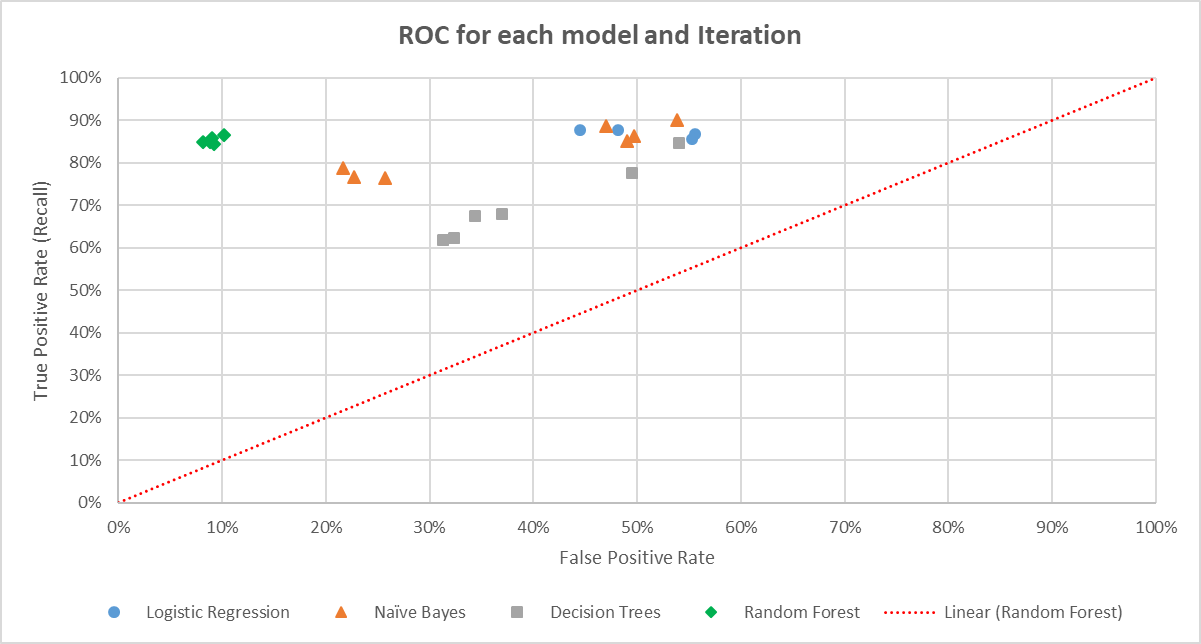 ROC for each model and Iteration
True Positive Rate (Recall)
100%
90%
80%
70%
60%
50%
40%
30%
20%
10%
0%
0% 10% 20% 30% 40% 50% 60% 70% 80% 90% 100%
False Positive Rate
Logistic Regression Naïve Bayes Decision Trees Random Forest Linear (Random Forest)